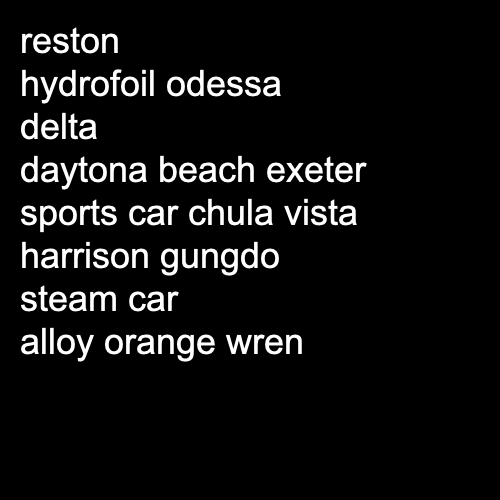 reston
hydrofoil odessa
delta
daytona beach exeter
sports car chula vista
harrison gungdo
steam car
alloy orange wren